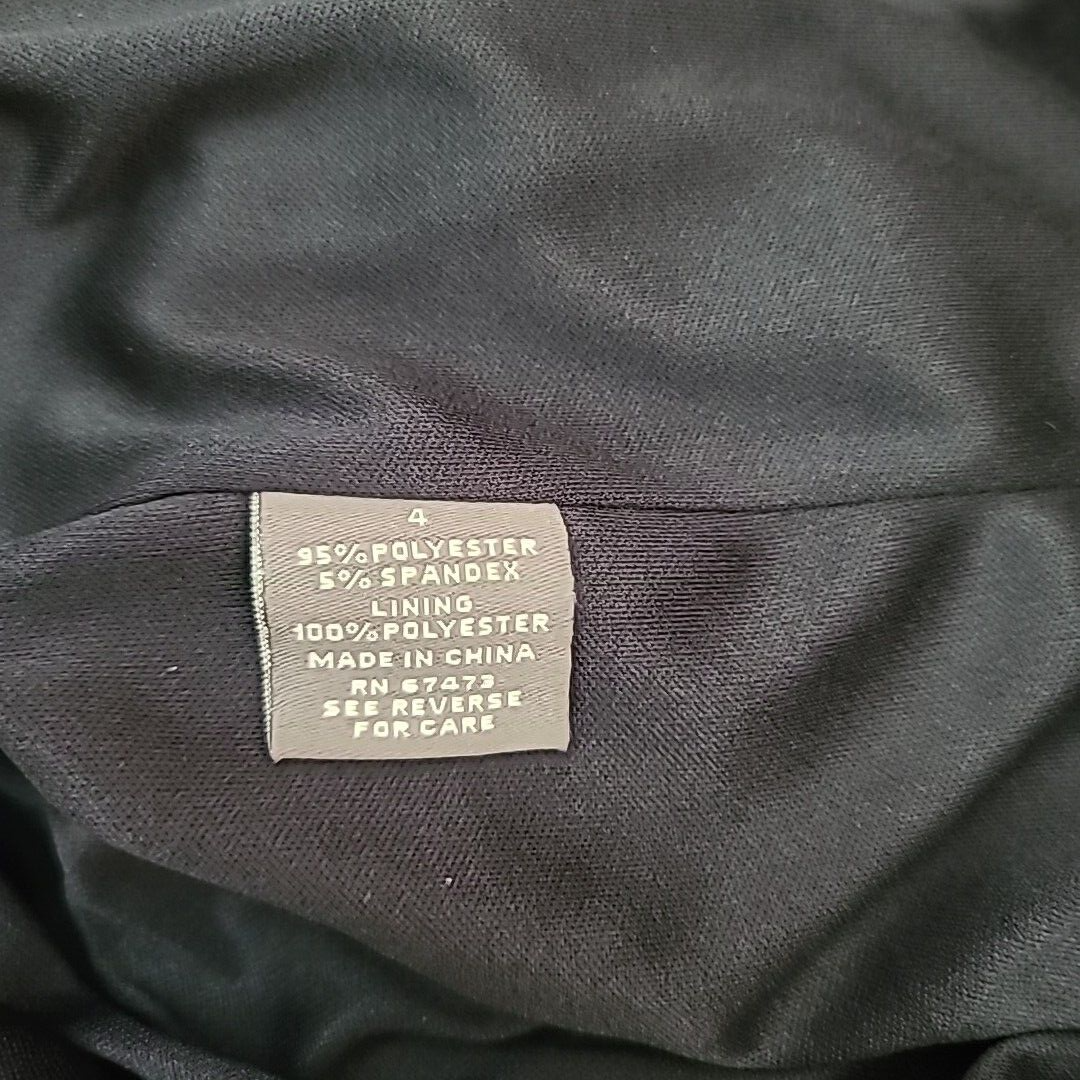 4
95% POLYESTER
5% SPANDEX
LINING
100% POLYESTER
MADE IN CHINA
RN 67473
SEE REVERSE
FOR CARE